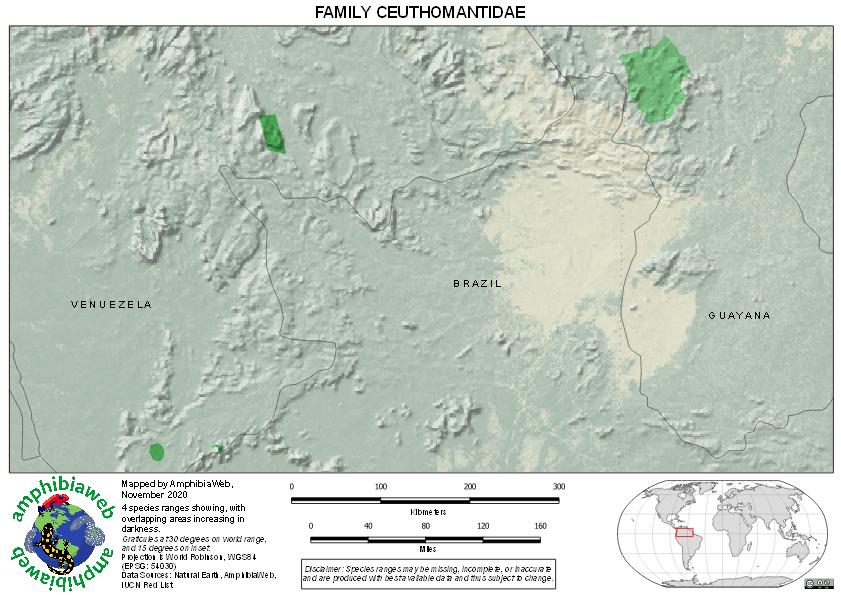 FAMILY CEUTHOMANTIDAE
BRAZIL
VENUEZELA
GUAYANA
amphibiaweb
amphibiaweb
Mapped by AmphibiaWeb,
November 2020
4 species ranges showing, with
overlapping areas increasing in
darkness.
Graticules at 30 degrees on world range,
and 15 degrees on inset.
Projection is World Robinson, WGS84
(EPSG: 54030)
Data Sources: Natural Earth, AmphibiaWeb,
IUCN Red List
0 100 200 300
Kilometers
0 40 80 120 160
Miles
Disclaimer: Species ranges may be missing, incomplete, or inaccurate
and are produced with best available data and thus subject to change.